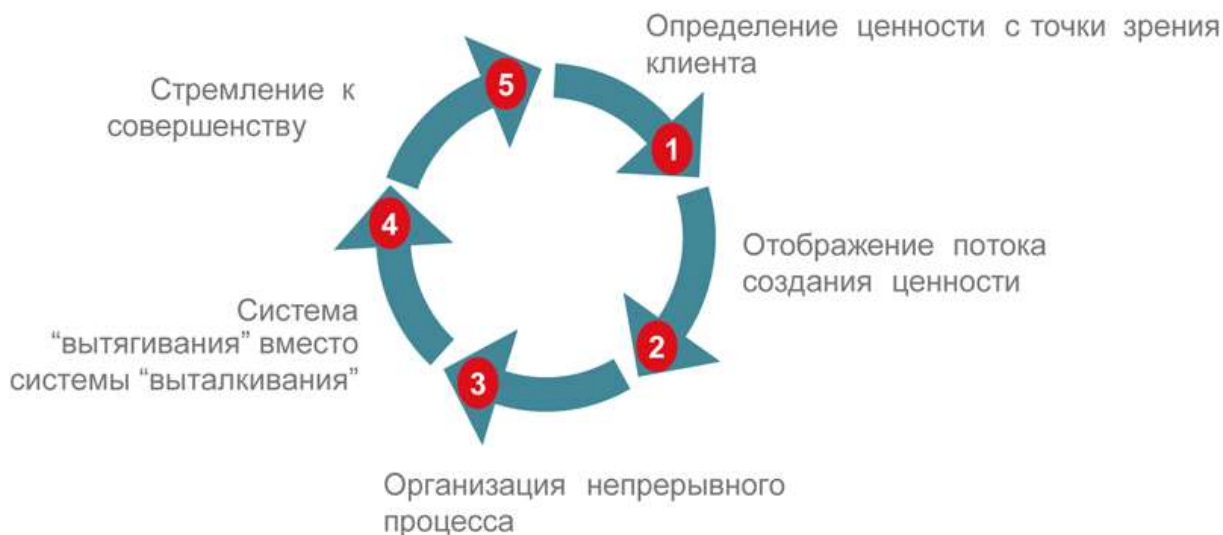 1
Определение ценности с точки зрения
клиента
2
Отображение потока
создания ценности
3
Организация непрерывного
процесса
4
Система
“вытягивания” вместо
системы “выталкивания”
5
Стремление к
совершенству